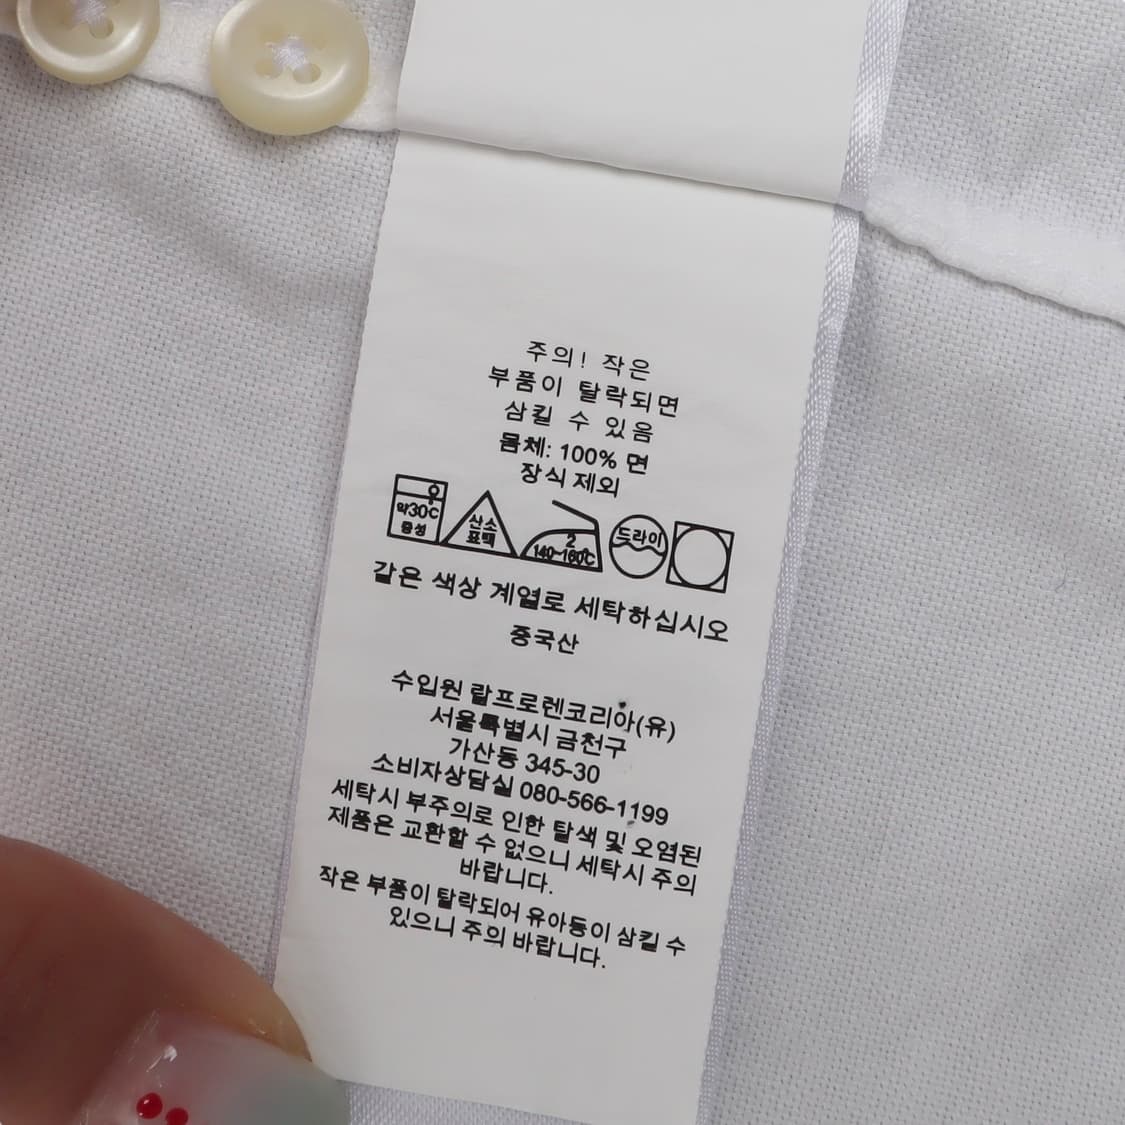 주의! 작은
부품이 탈락되면
삼킬 수 있음
몸체: 100% 면
장식 제외
약30℃
중성
산소
표백
2
140~160℃
드라이
같은 색상 계열로 세탁하십시오
중국산
수입원 랄프로렌코리아(유)
서울특별시 금천구
가산동 345-30
소비자상담실 080-566-1199
세탁시 부주의로 인한 탈색 및 오염된
제품은 교환할 수 없으니 세탁시 주의
바랍니다.
작은 부품이 탈락되어 유아등이 삼킬 수
있으니 주의 바랍니다.